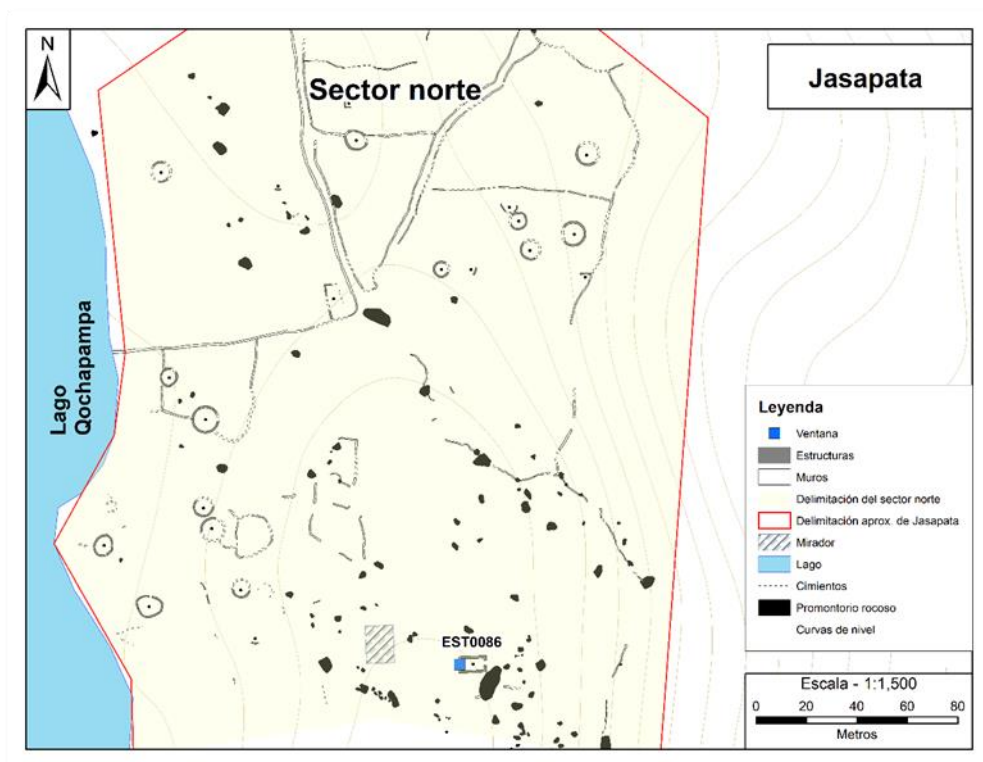 N
Sector norte
Jasapata
Lago
Qochapampa
EST0086
Leyenda
Ventana
Estructuras
Muros
Delimitación del sector norte
Delimitación aprox. de Jasapata
Mirador
Lago
Cimientos
Promontorio rocoso
Curvas de nivel
Escala - 1:1,500
0 20 40 60 80
Metros